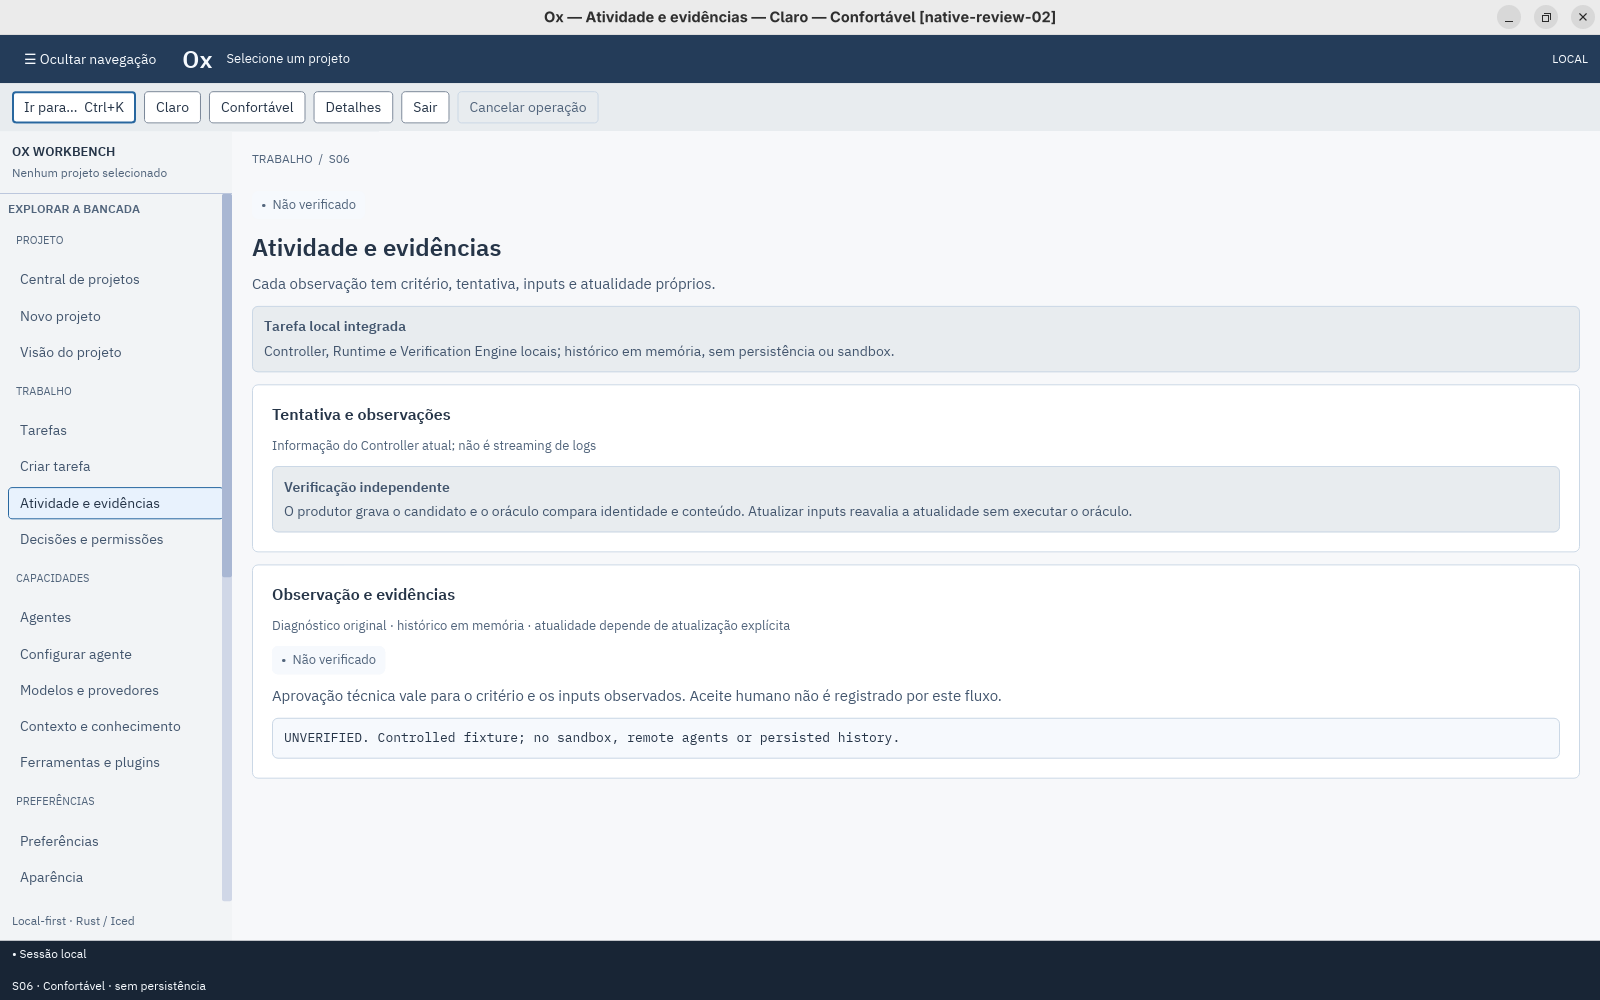 Ox — Atividade e evidências — Claro — Confortável [native-review-02]
☰ Ocultar navegação
Ox
Selecione um projeto
LOCAL
Ir para... Ctrl+K
Claro
Confortável
Detalhes
Sair
Cancelar operação
OX WORKBENCH
Nenhum projeto selecionado
EXPLORAR A BANCADA
PROJETO
Central de projetos
Novo projeto
Visão do projeto
TRABALHO
Tarefas
Criar tarefa
Atividade e evidências
Decisões e permissões
CAPACIDADES
Agentes
Configurar agente
Modelos e provedores
Contexto e conhecimento
Ferramentas e plugins
PREFERÊNCIAS
Preferências
Aparência
Local-first · Rust / Iced
TRABALHO / S06
• Não verificado
Atividade e evidências
Cada observação tem critério, tentativa, inputs e atualidade próprios.
Tarefa local integrada
Controller, Runtime e Verification Engine locais; histórico em memória, sem persistência ou sandbox.
Tentativa e observações
Informação do Controller atual; não é streaming de logs
Verificação independente
O produtor grava o candidato e o oráculo compara identidade e conteúdo. Atualizar inputs reavalia a atualidade sem executar o oráculo.
Observação e evidências
Diagnóstico original · histórico em memória · atualidade depende de atualização explícita
• Não verificado
Aprovação técnica vale para o critério e os inputs observados. Aceite humano não é registrado por este fluxo.
UNVERIFIED. Controlled fixture; no sandbox, remote agents or persisted history.
• Sessão local
S06 · Confortável · sem persistência